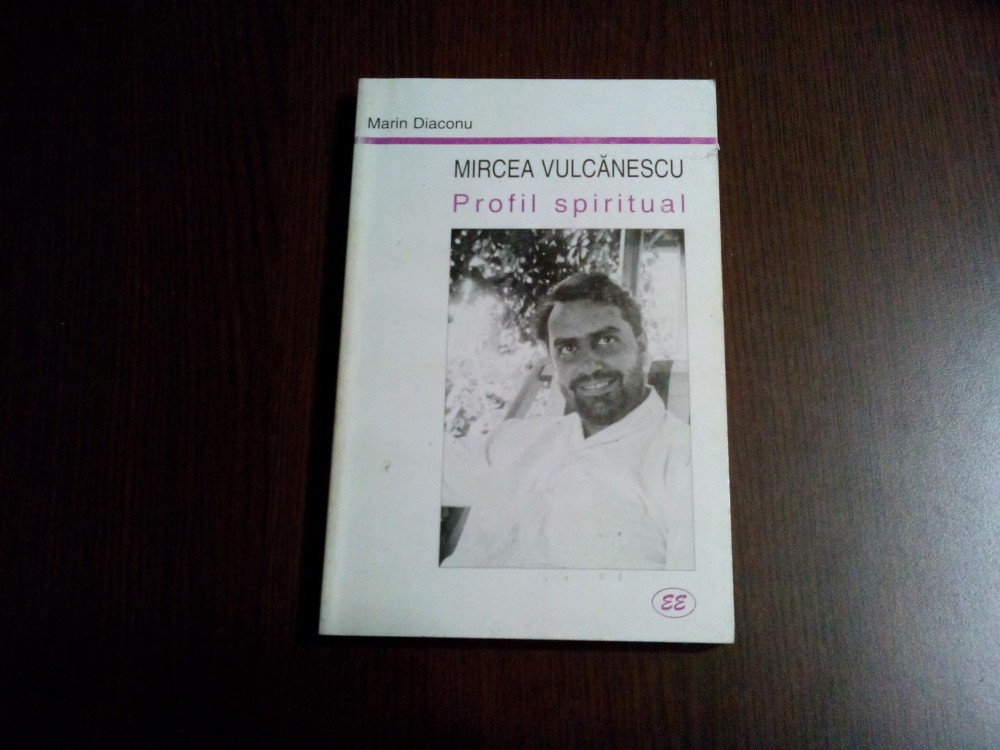 Marin Diaconu
MIRCEA VULCĂNESCU
Profil spiritual
EE